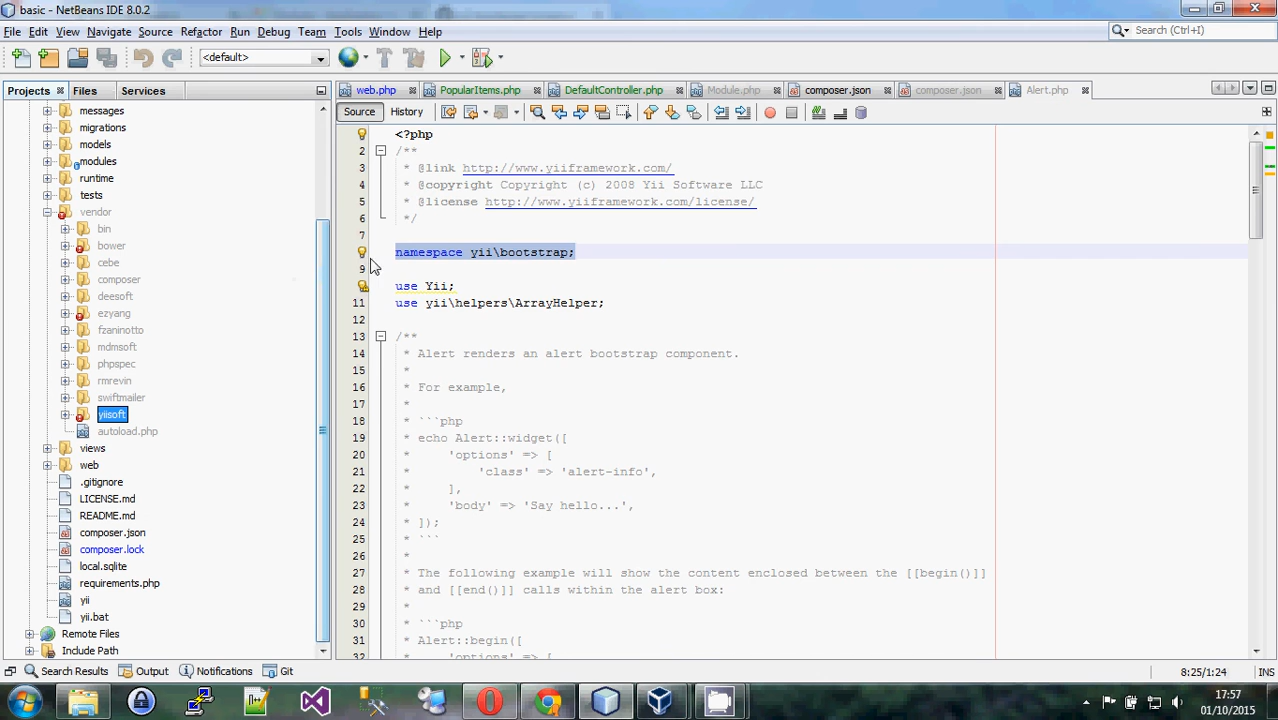 basic - NetBeans IDE 8.0.2
File Edit View Navigate Source Refactor Run Debug Team Tools Window Help
Search (Ctrl+I)
<default>
Projects Files Services
web.php PopularItems.php DefaultController.php Module.php composer.json composer.json Alert.php
Source History
messages
migrations
models
modules
runtime
tests
vendor
bin
bower
cebe
composer
deesoft
ezyang
fzaninotto
mdmsoft
phpspec
rmrevin
swiftmailer
yiisoft
autoload.php
views
web
.gitignore
LICENSE.md
README.md
composer.json
composer.lock
local.sqlite
requirements.php
yii
yii.bat
Remote Files
Include Path
<?php
2 /**
3 * @link http://www.yiiframework.com/
4 * @copyright Copyright (c) 2008 Yii Software LLC
5 * @license http://www.yiiframework.com/license/
6 */
7
namespace yii\bootstrap;
9
use Yii;
11 use yii\helpers\ArrayHelper;
12
13 /**
14 * Alert renders an alert bootstrap component.
15 *
16 * For example,
17 *
18 * ```php
19 * echo Alert::widget([
20 * 'options' => [
21 * 'class' => 'alert-info',
22 * ],
23 * 'body' => 'Say hello...',
24 * ]);
25 * ```
26 *
27 * The following example will show the content enclosed between the [[begin()]]
28 * and [[end()]] calls within the alert box:
29 *
30 * ```php
31 * Alert::begin([
32 * 'options' => [
Search Results Output Notifications Git
8:25/1:24 INS
17:57
01/10/2015